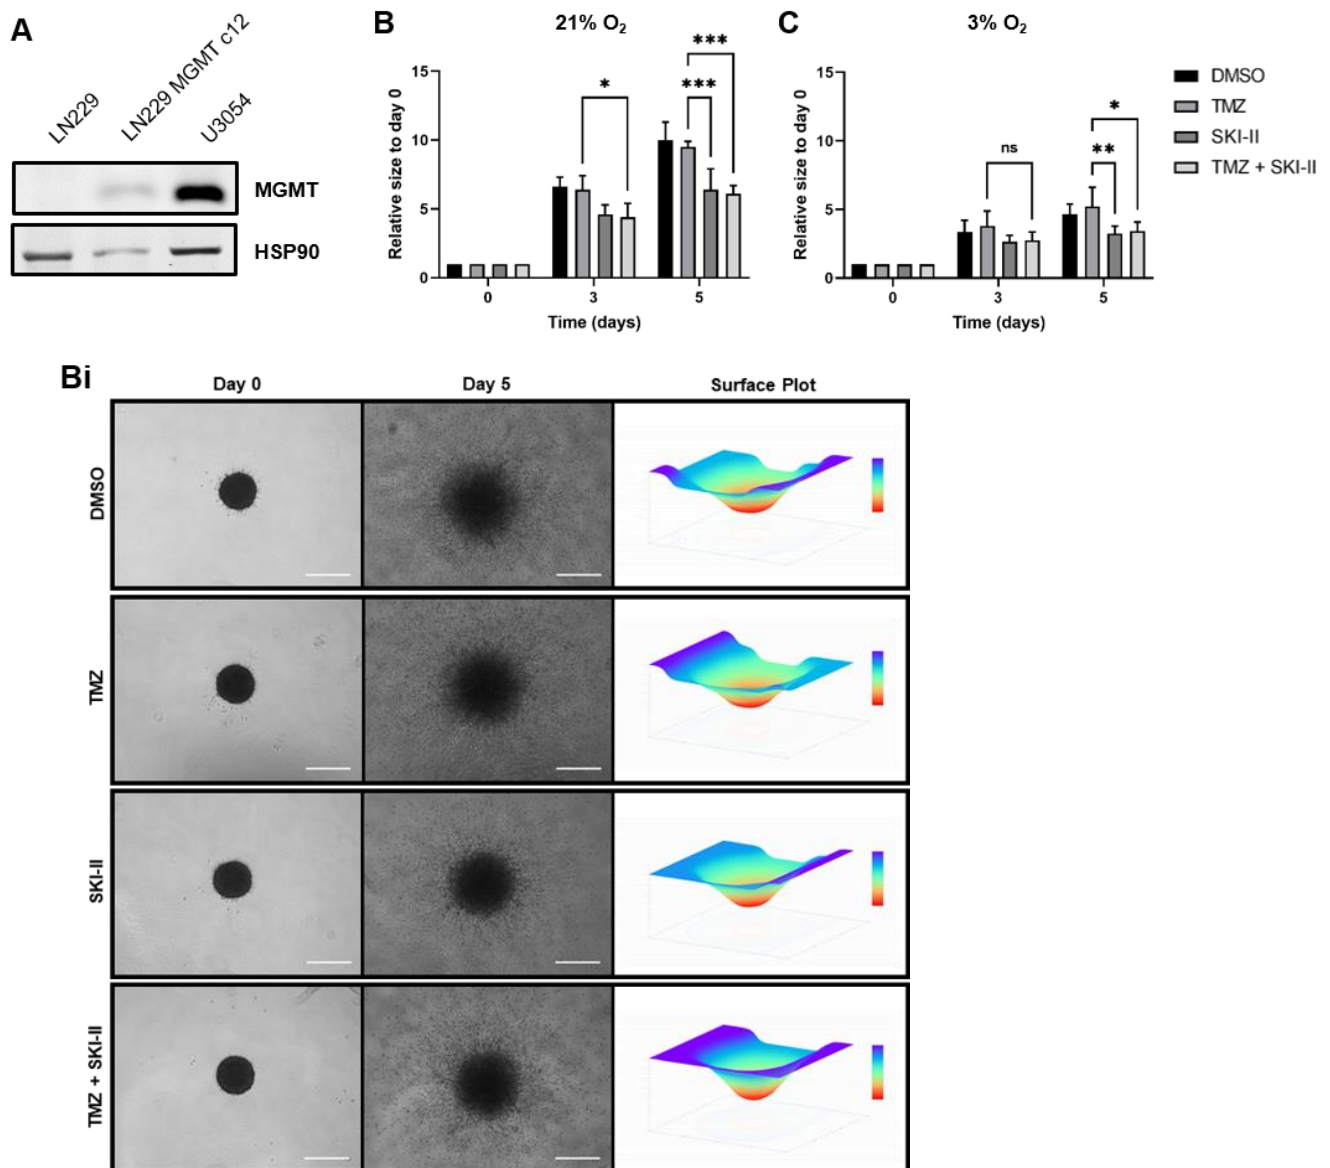 A
LN229
LN229 MGMT c12
U3054
MGMT
HSP90
B
21% O₂
Relative size to day 0
15
10
5
0
*
***
***
0 3 5
Time (days)
C
3% O₂
Relative size to day 0
15
10
5
0
ns
*
**
0 3 5
Time (days)
DMSO
TMZ
SKI-II
TMZ + SKI-II
Bi
Day 0 Day 5 Surface Plot
DMSO
TMZ
SKI-II
TMZ + SKI-II